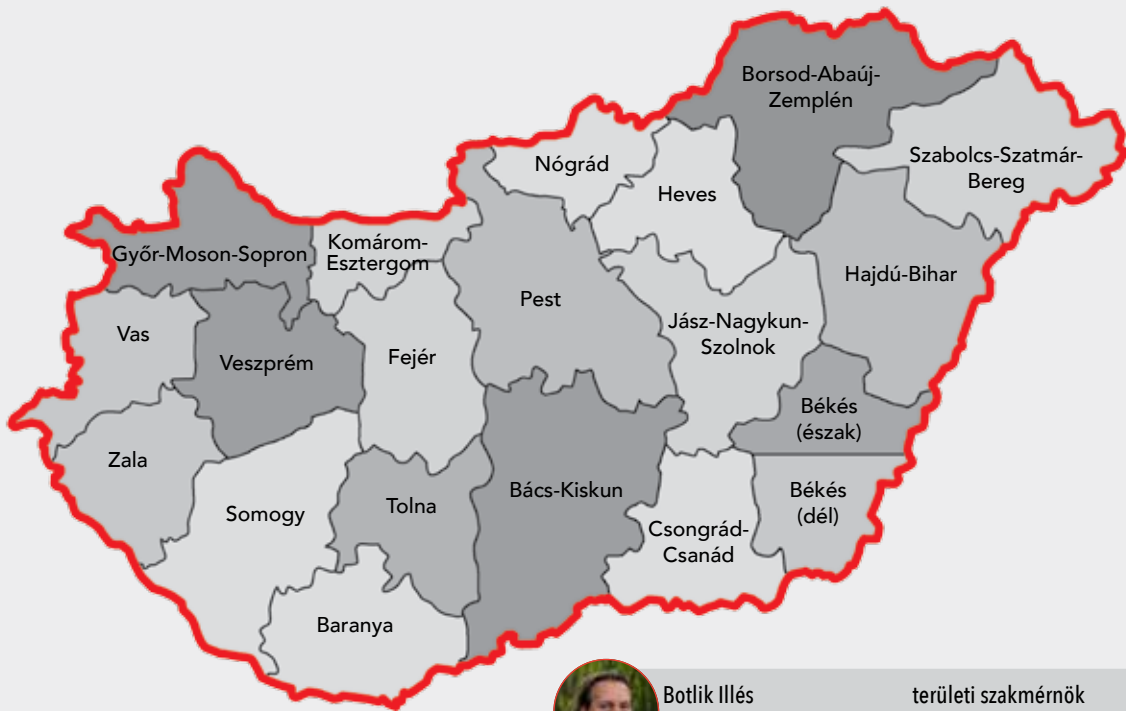 Borsod-Abaúj-
Zemplén
Szabolcs-Szatmár-
Bereg
Nógrád
Heves
Győr-Moson-Sopron
Komárom-
Esztergom
Hajdú-Bihar
Pest
Jász-Nagykun-
Szolnok
Vas
Veszprém
Fejér
Békés
(észak)
Zala
Somogy
Tolna
Bács-Kiskun
Békés
(dél)
Csongrád-
Csanád
Baranya
Botlik Illés területi szakmérnök